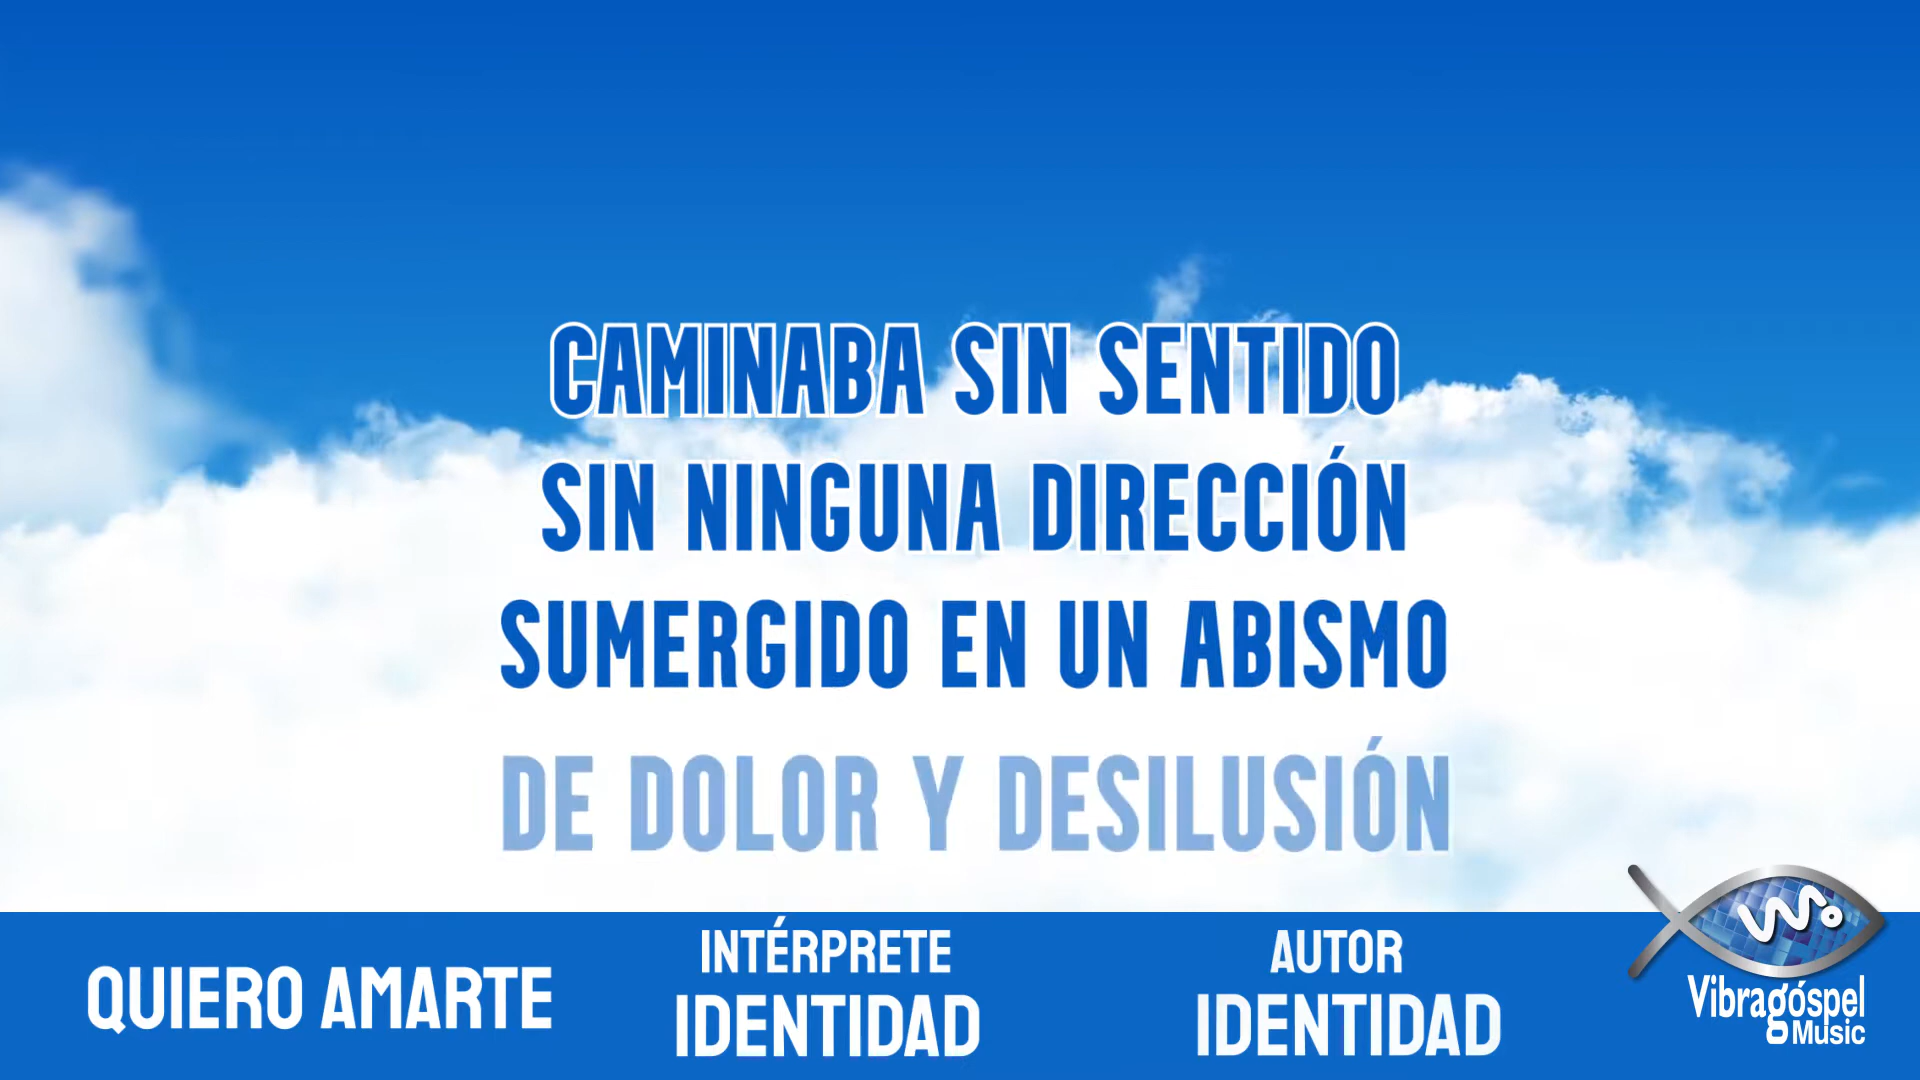 CAMINABA SIN SENTIDO
SIN NINGUNA DIRECCIÓN
SUMERGIDO EN UN ABISMO
DE DOLOR Y DESILUSIÓN
QUIERO AMARTE
INTÉRPRETE
IDENTIDAD
AUTOR
IDENTIDAD
Vibragóspel
Music